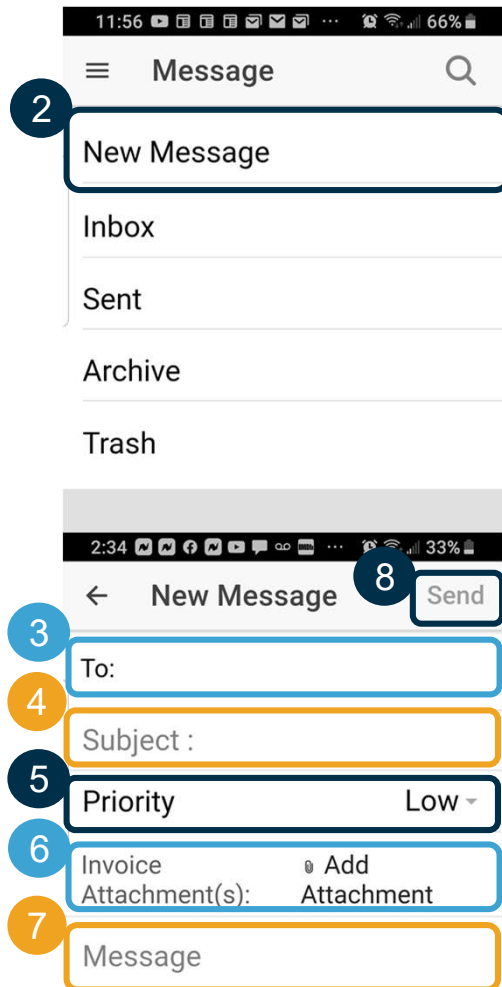 11:56 ... 66%
Message
2
New Message
Inbox
Sent
Archive
Trash
2:34 ... 33%
New Message
8
Send
3
To:
4
Subject :
5
Priority Low
6
Invoice Add
Attachment(s): Attachment
7
Message